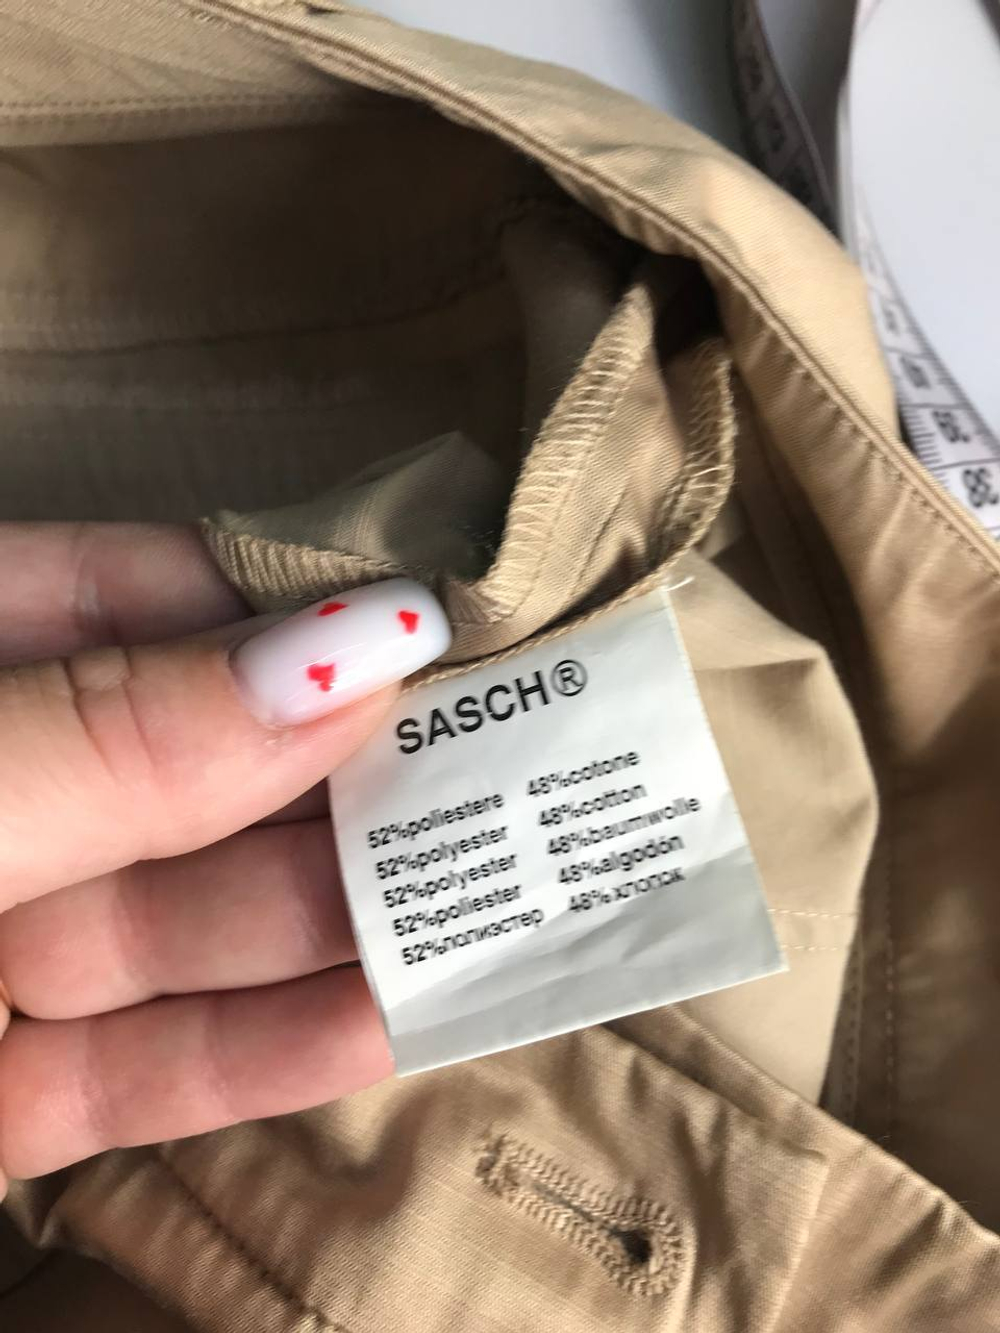 SASCH®
52%poliestere 48%cotone
52%polyester 48%cotton
52%polyester 48%baumwolle
52%poliester 48%algodón
52%полиэстер 48%хлопок
38